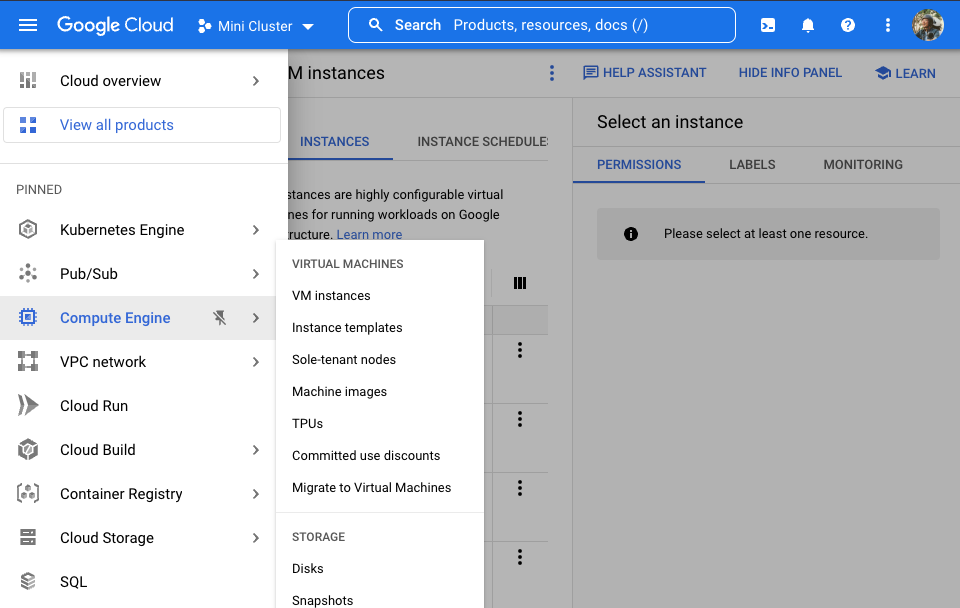 Google Cloud
Mini Cluster
Search Products, resources, docs (/)
Cloud overview
View all products
PINNED
Kubernetes Engine
Pub/Sub
Compute Engine
VPC network
Cloud Run
Cloud Build
Container Registry
Cloud Storage
SQL
M instances
HELP ASSISTANT
HIDE INFO PANEL
LEARN
INSTANCES
INSTANCE SCHEDULES
stances are highly configurable virtual
nes for running workloads on Google
tructure. Learn more
VIRTUAL MACHINES
VM instances
Instance templates
Sole-tenant nodes
Machine images
TPUs
Committed use discounts
Migrate to Virtual Machines
STORAGE
Disks
Snapshots
Select an instance
PERMISSIONS
LABELS
MONITORING
Please select at least one resource.